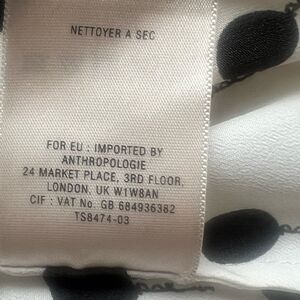 NETTOYER A SEC
FOR EU : IMPORTED BY
ANTHROPOLOGIE
24 MARKET PLACE, 3RD FLOOR,
LONDON, UK W1W8AN
CIF : VAT No. GB 684936382
TS8474-03